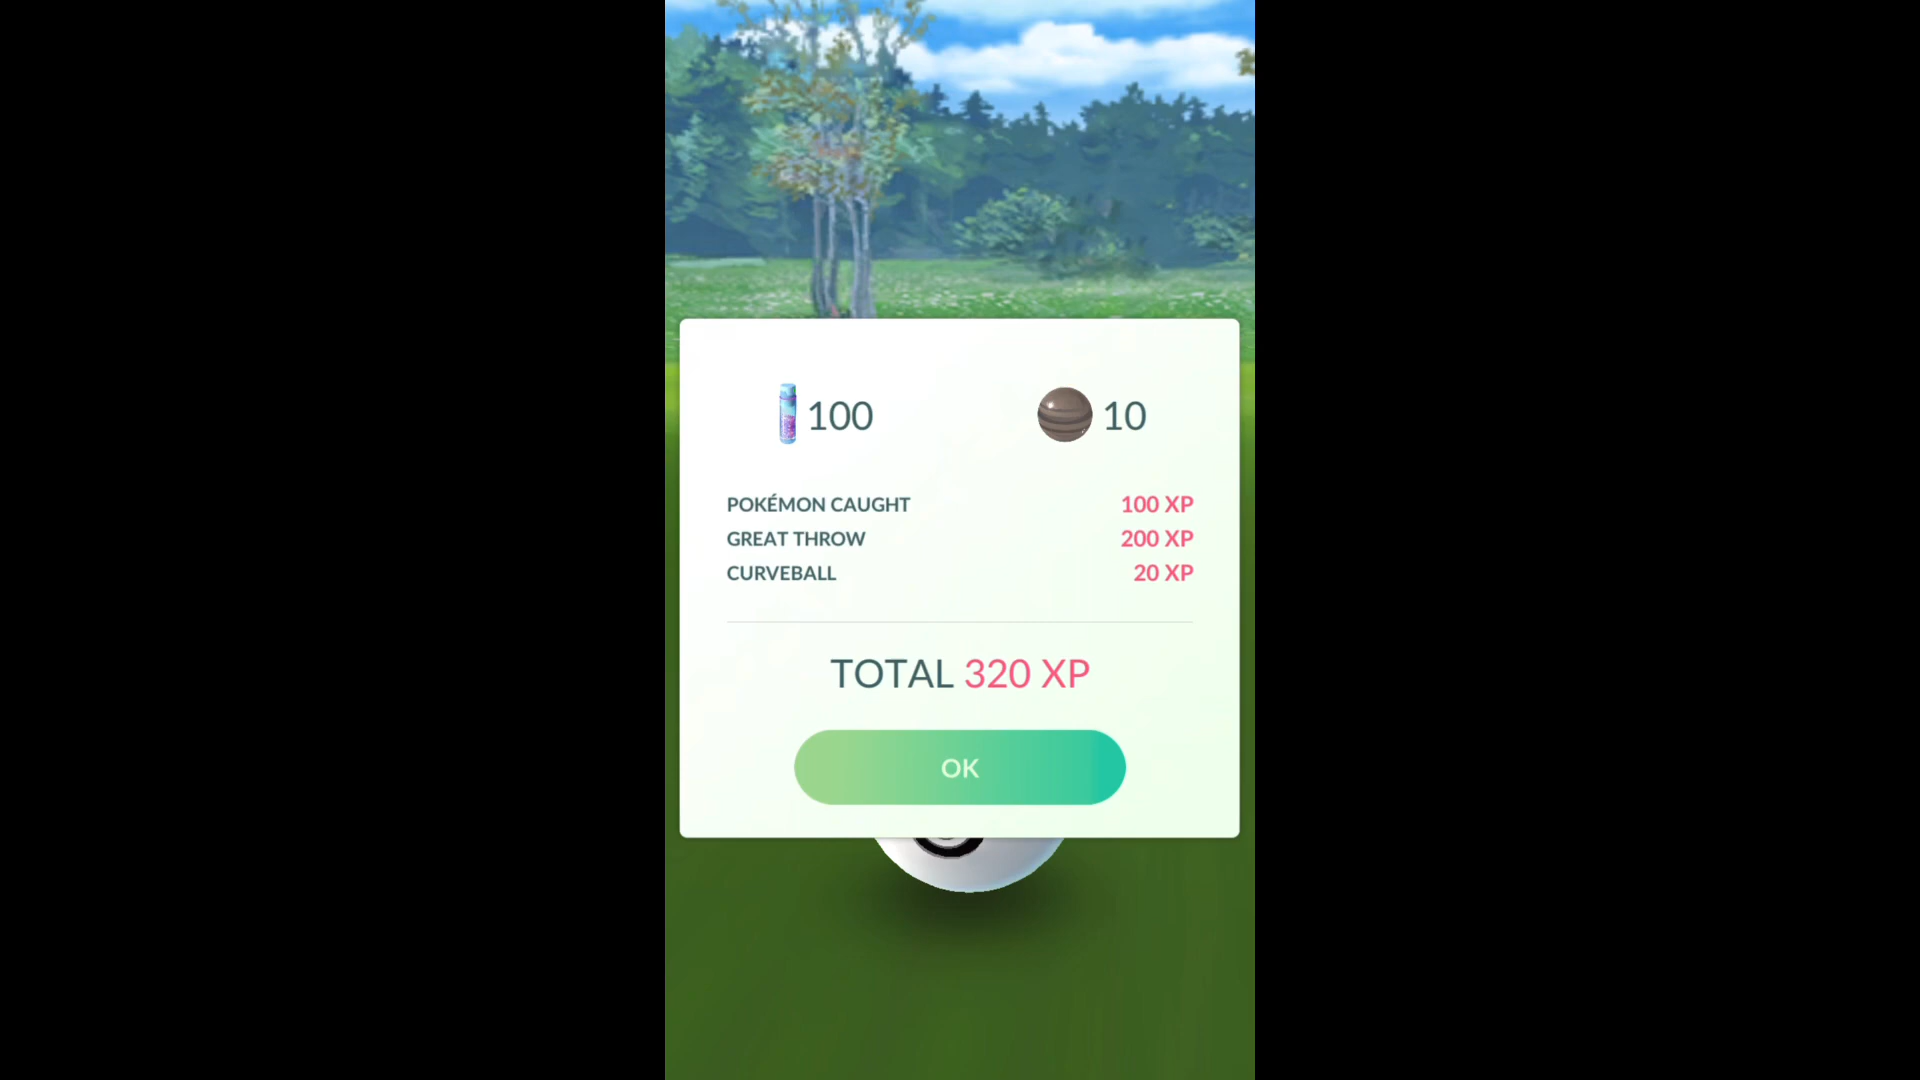 100 10
POKÉMON CAUGHT 100 XP
GREAT THROW 200 XP
CURVEBALL 20 XP
TOTAL 320 XP
OK